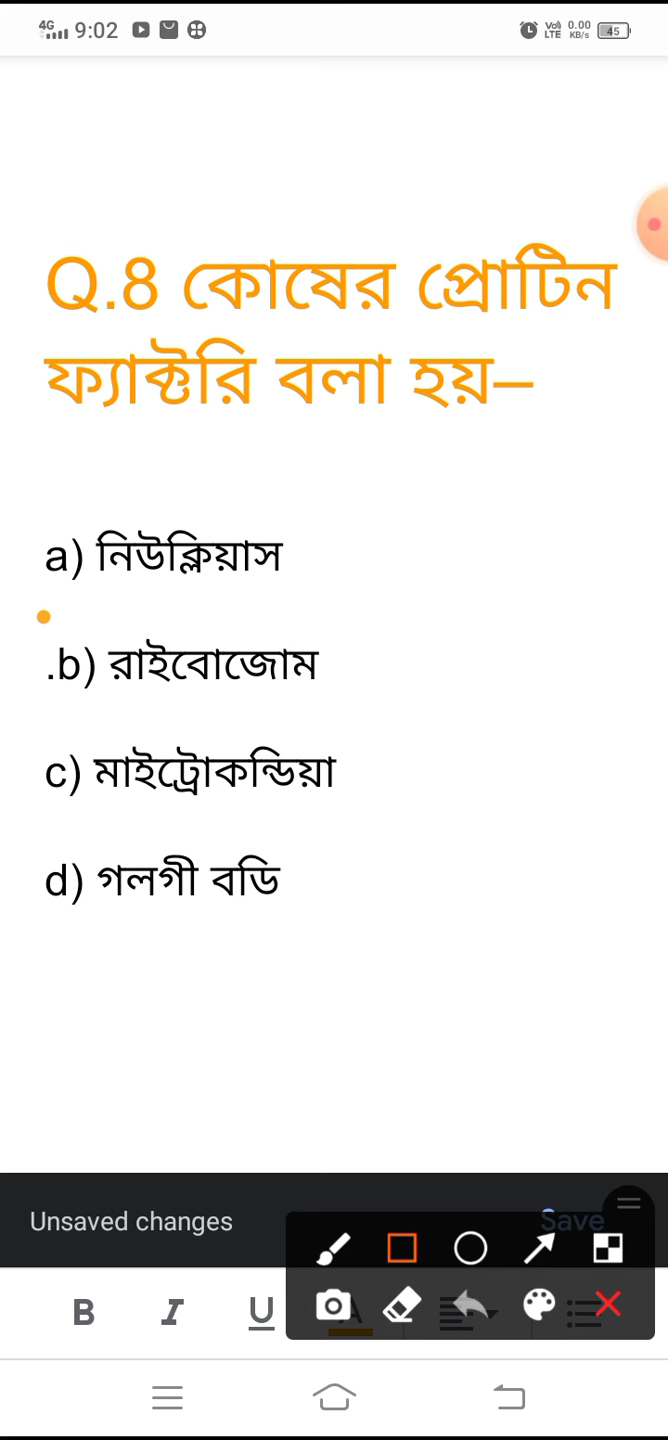 4G 9:02 Vo) LTE 0.00 KB/s 45
Q.8 কোষের প্রোটিন
ফ্যাক্টরি বলা হয়–
a) নিউক্লিয়াস
.b) রাইবোজোম
c) মাইট্রোকন্ডিয়া
d) গলগী বডি
Unsaved changes Save
B I U A